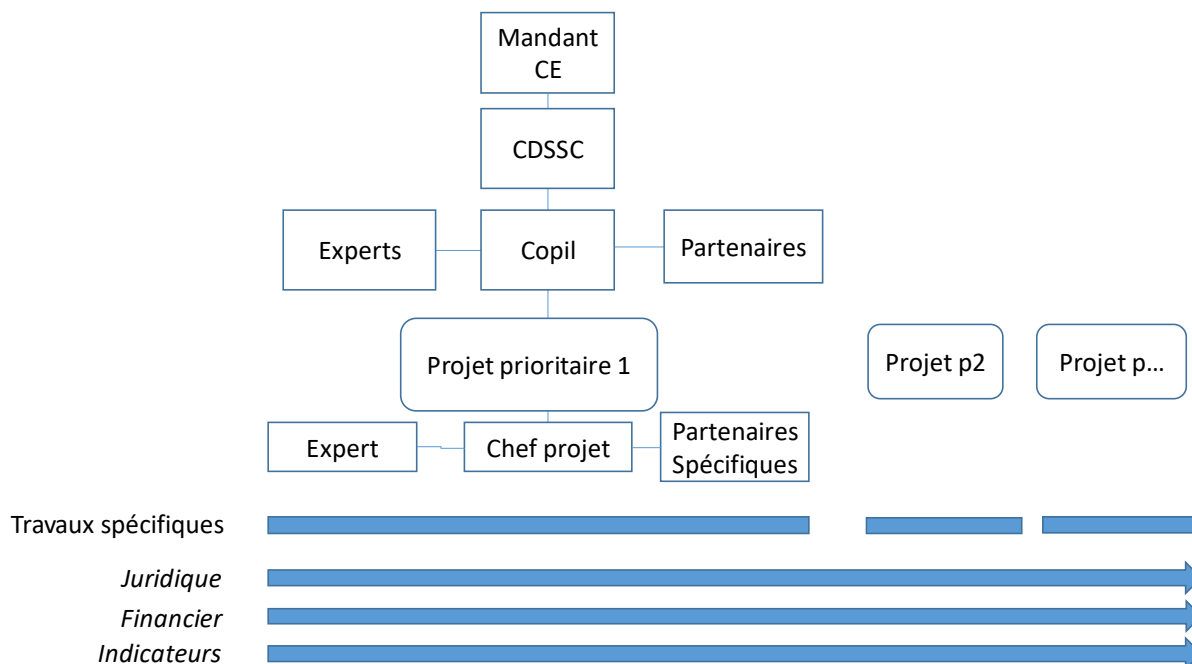 Mandant
CE
CDSSC
Experts
Copil
Partenaires
Projet prioritaire 1
Projet p2
Projet p...
Expert
Chef projet
Partenaires
Spécifiques
Travaux spécifiques
Juridique
Financier
Indicateurs